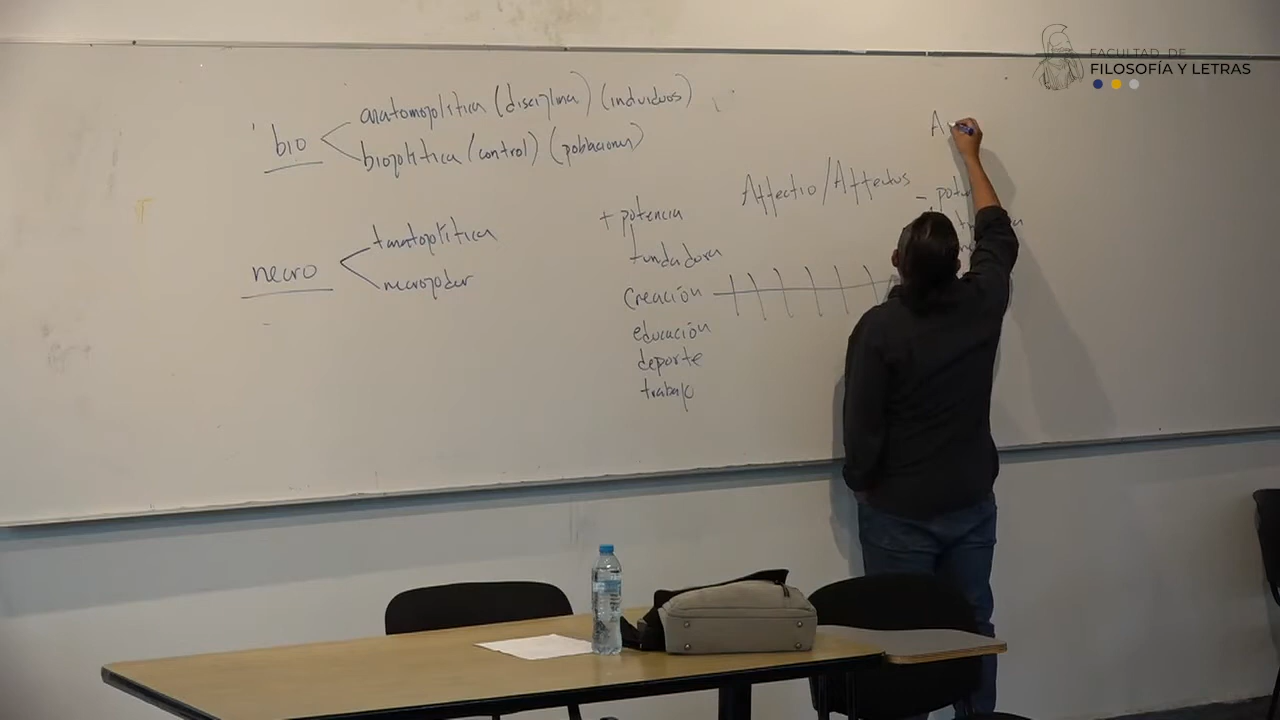 FACULTAD DE
FILOSOFÍA Y LETRAS
bio
anatomopolítica (disciplina) (individuos)
biopolítica (control) (poblaciones)
necro
tanatopolítica
necropoder
Affectio/Affectus
+ potencia
fundadora
creación
educación
deporte
trabajo
A